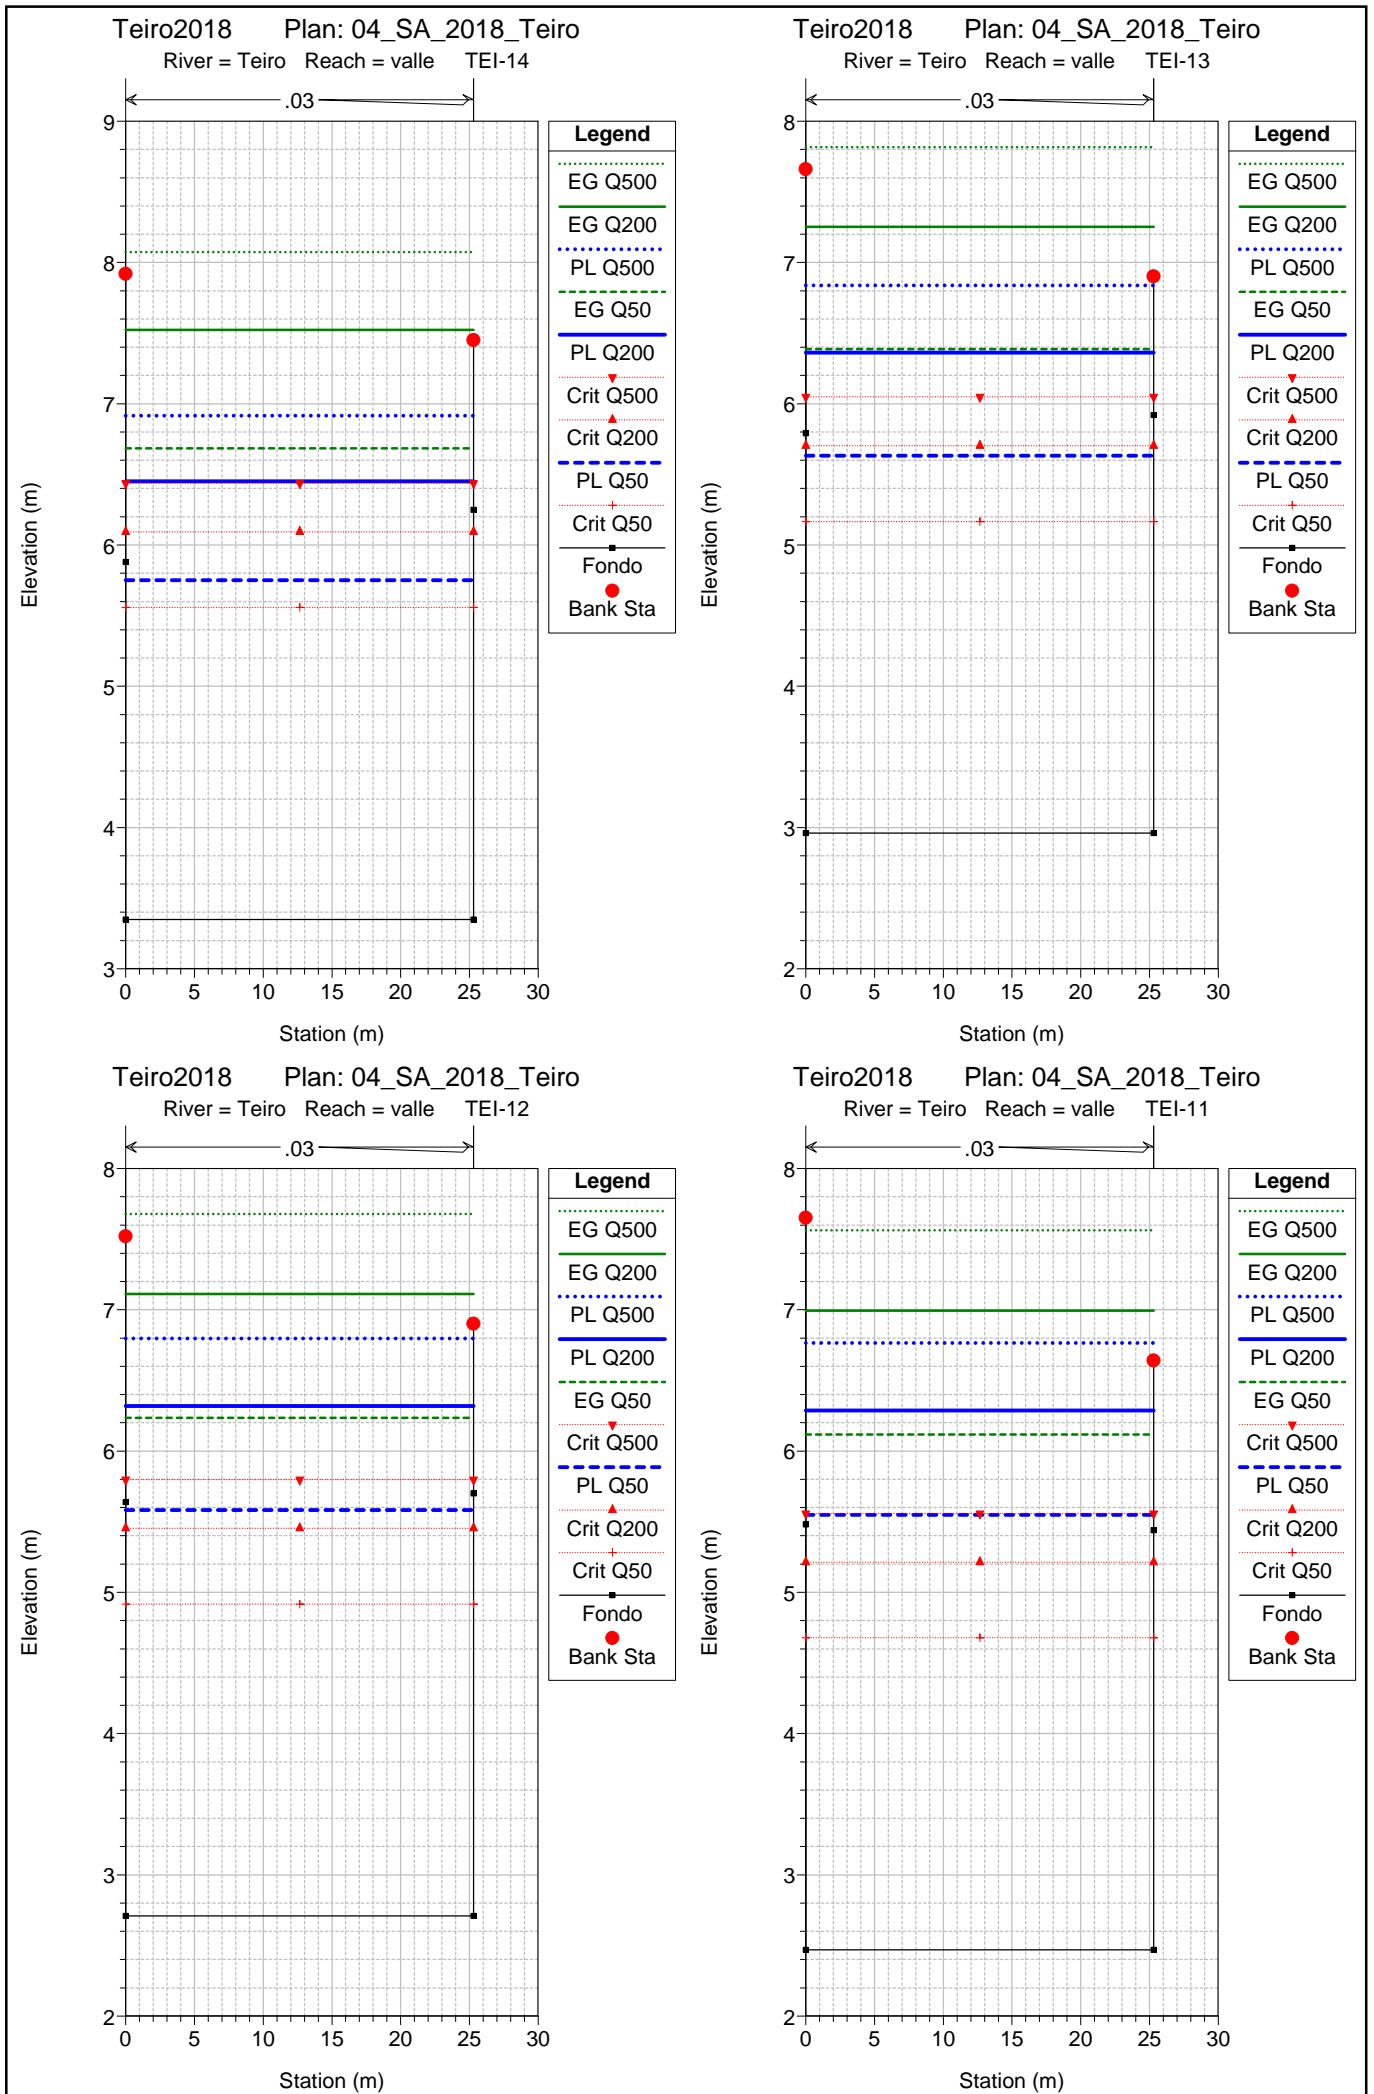 Teiro2018 Plan: 04_SA_2018_Teiro
River = Teiro Reach = valle TEI-14
.03
9
8
7
6
5
4
3
0 5 10 15 20 25 30
Elevation (m)
Station (m)
Legend
EG Q500
EG Q200
PL Q500
EG Q50
PL Q200
Crit Q500
Crit Q200
PL Q50
Crit Q50
Fondo
Bank Sta
Teiro2018 Plan: 04_SA_2018_Teiro
River = Teiro Reach = valle TEI-13
.03
8
7
6
5
4
3
2
0 5 10 15 20 25 30
Elevation (m)
Station (m)
Legend
EG Q500
EG Q200
PL Q500
EG Q50
PL Q200
Crit Q500
Crit Q200
PL Q50
Crit Q50
Fondo
Bank Sta
Teiro2018 Plan: 04_SA_2018_Teiro
River = Teiro Reach = valle TEI-12
.03
8
7
6
5
4
3
2
0 5 10 15 20 25 30
Elevation (m)
Station (m)
Legend
EG Q500
EG Q200
PL Q500
PL Q200
EG Q50
Crit Q500
PL Q50
Crit Q200
Crit Q50
Fondo
Bank Sta
Teiro2018 Plan: 04_SA_2018_Teiro
River = Teiro Reach = valle TEI-11
.03
8
7
6
5
4
3
2
0 5 10 15 20 25 30
Elevation (m)
Station (m)
Legend
EG Q500
EG Q200
PL Q500
PL Q200
EG Q50
Crit Q500
PL Q50
Crit Q200
Crit Q50
Fondo
Bank Sta